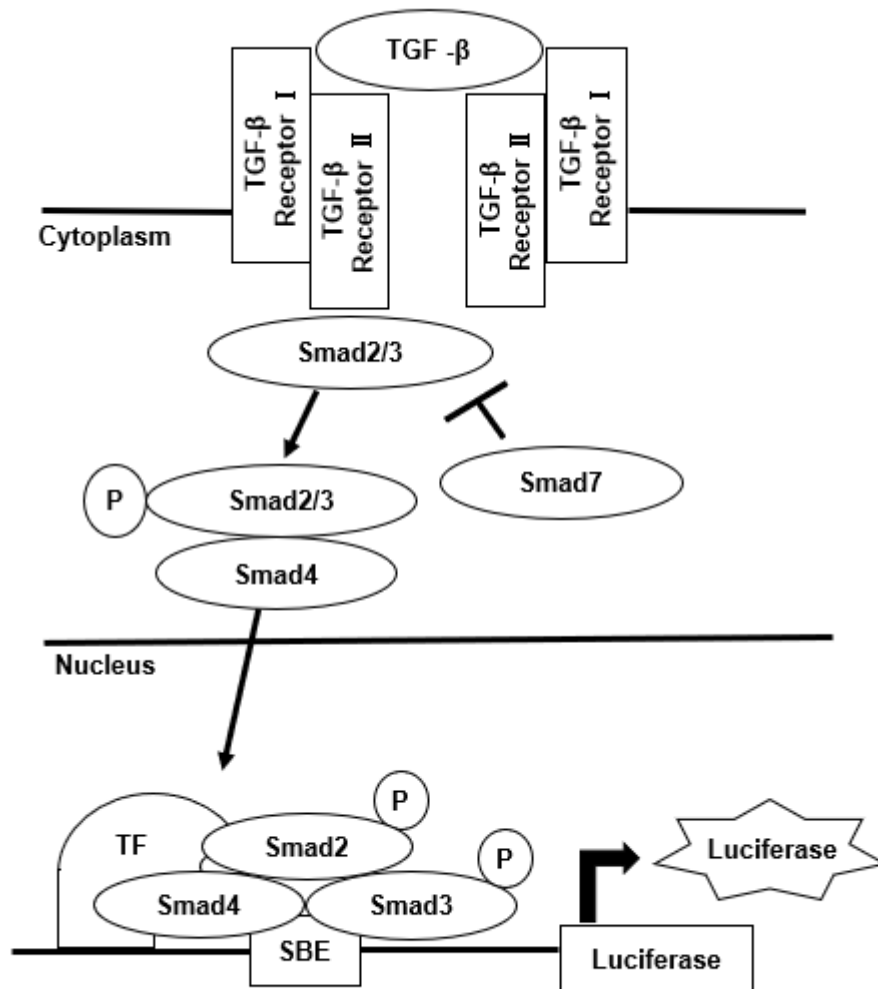 TGF -β
TGF-β
Receptor Ⅰ
TGF-β
Receptor Ⅱ
TGF-β
Receptor Ⅱ
TGF-β
Receptor Ⅰ
Cytoplasm
Smad2/3
Smad7
P
Smad2/3
Smad4
Nucleus
P
TF
Smad2
P
Luciferase
Smad4
Smad3
SBE
Luciferase